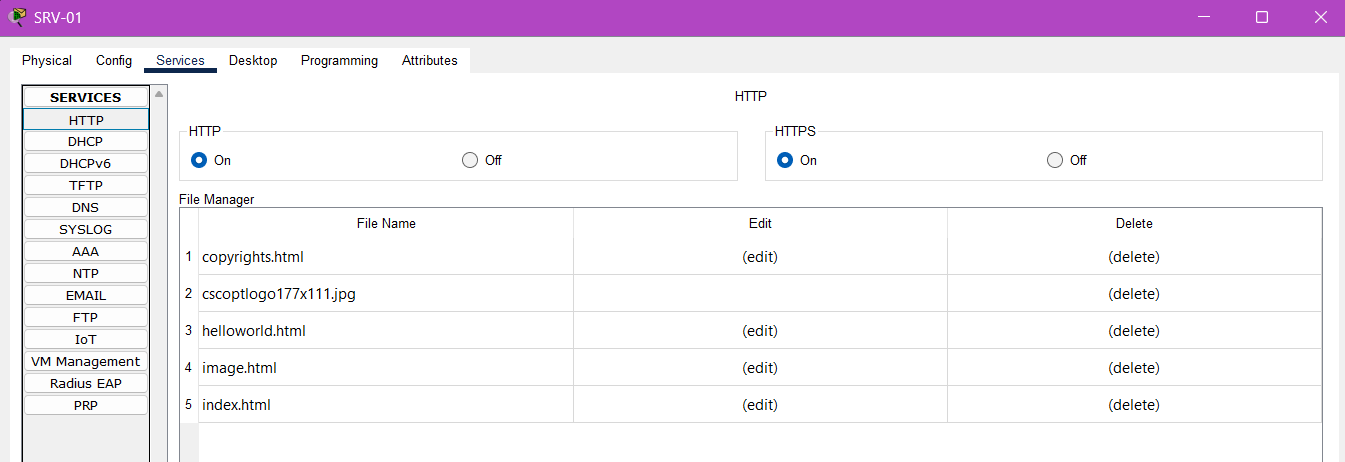 SRV-01
Physical Config Services Desktop Programming Attributes
SERVICES
HTTP
DHCP
DHCPv6
TFTP
DNS
SYSLOG
AAA
NTP
EMAIL
FTP
IoT
VM Management
Radius EAP
PRP
HTTP
HTTP
On Off
HTTPS
On Off
File Manager
File Name Edit Delete
1 copyrights.html (edit) (delete)
2 cscoptlogo177x111.jpg (delete)
3 helloworld.html (edit) (delete)
4 image.html (edit) (delete)
5 index.html (edit) (delete)